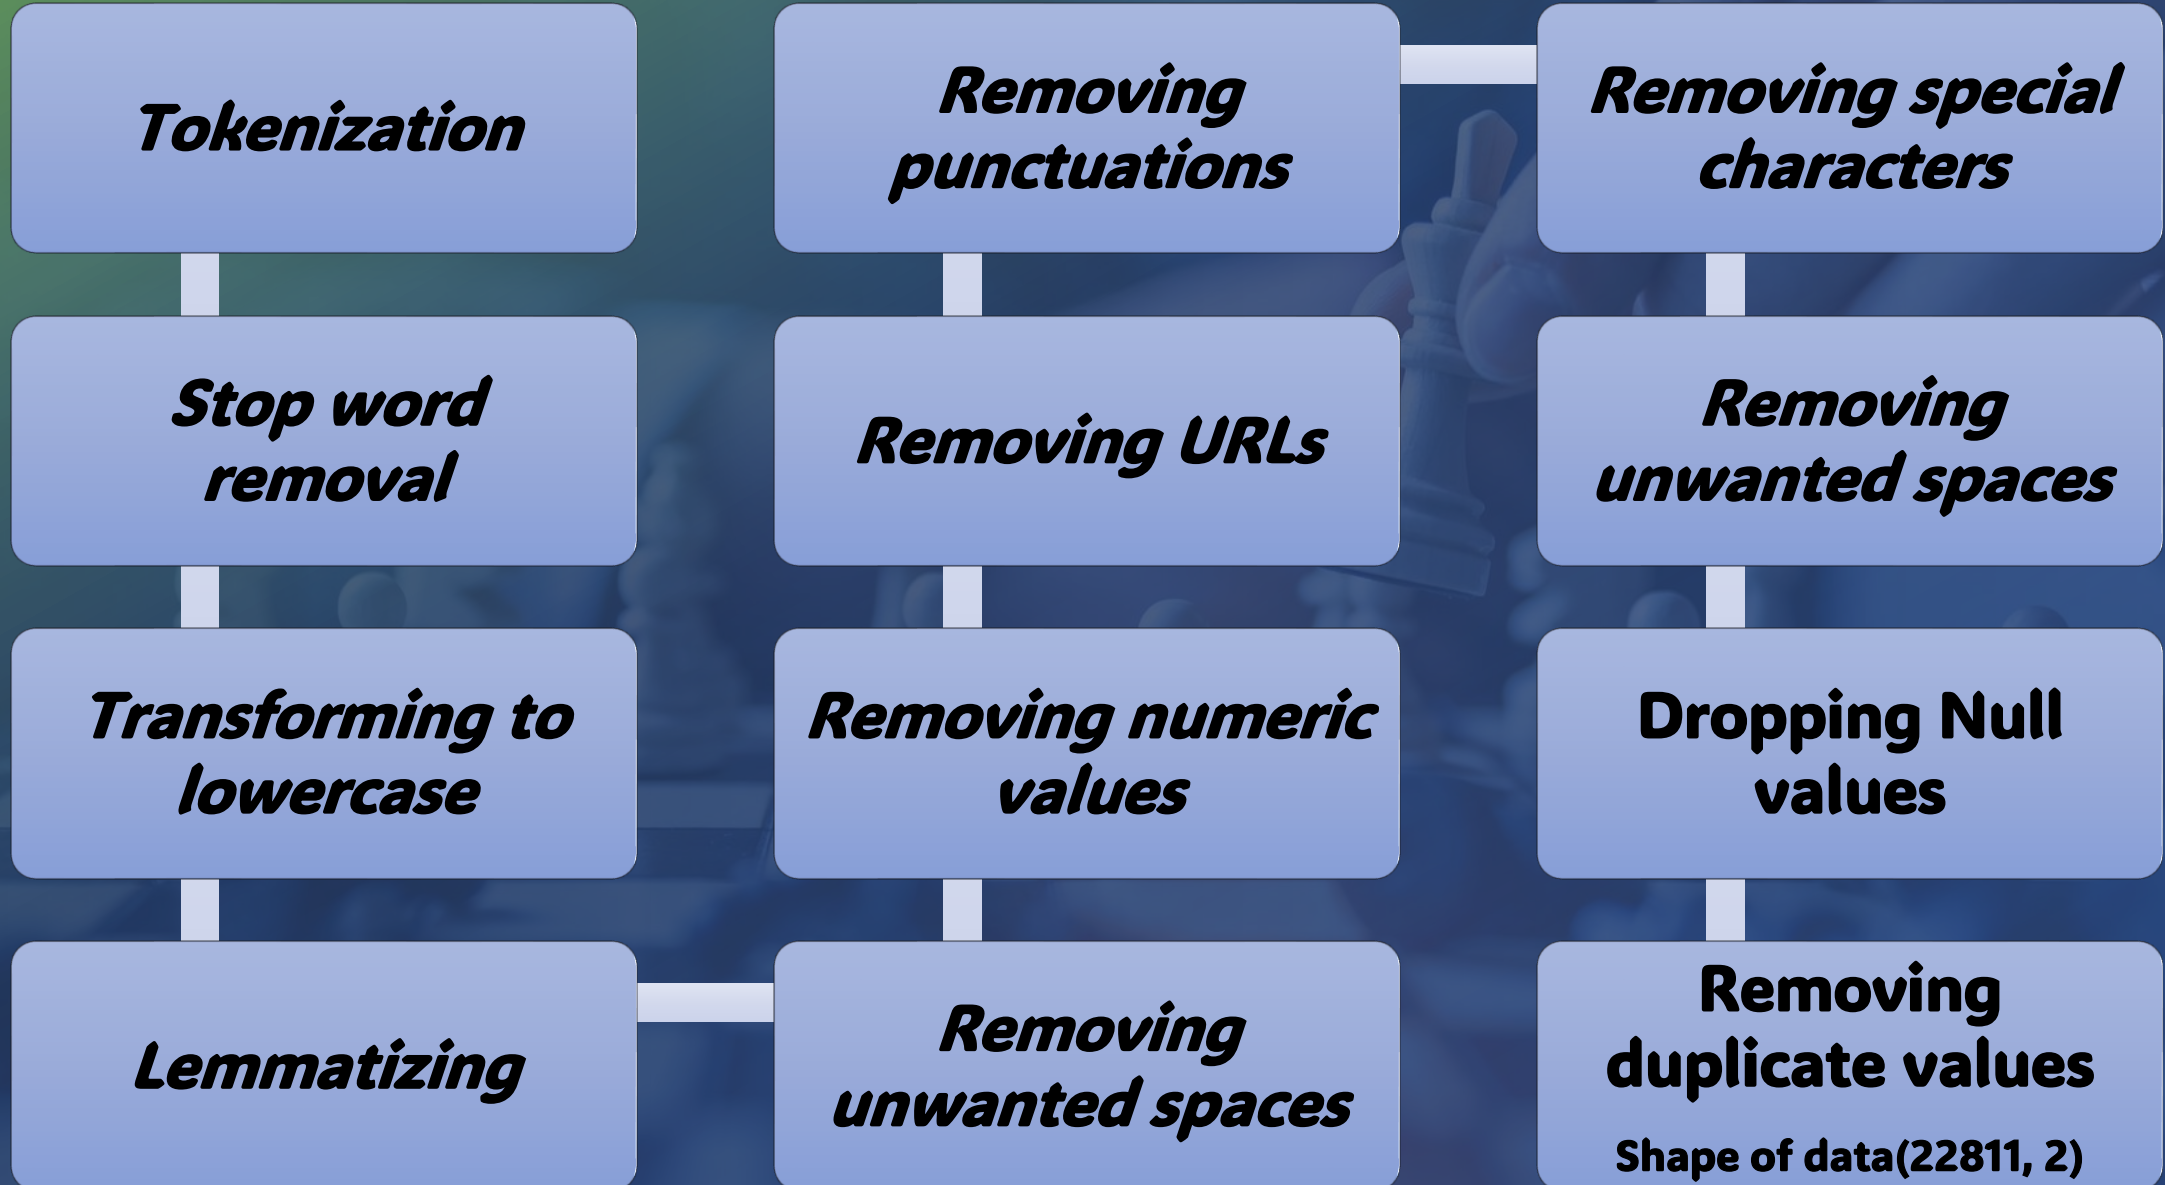 Tokenization
Stop word
removal
Transforming to
lowercase
Lemmatizing
Removing
unwanted spaces
Removing numeric
values
Removing URLs
Removing
punctuations
Removing special
characters
Removing
unwanted spaces
Dropping Null
values
Removing
duplicate values
Shape of data(22811, 2)